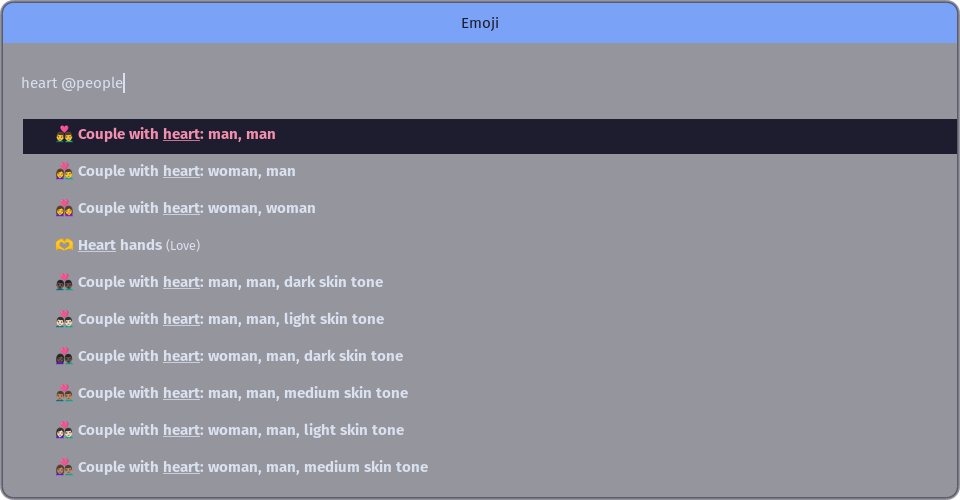 Emoji
heart @people
👨‍❤️‍👨 Couple with heart: man, man
👩‍❤️‍👨 Couple with heart: woman, man
👩‍❤️‍👩 Couple with heart: woman, woman
🫶 Heart hands (Love)
👨🏿‍❤️‍👨🏿 Couple with heart: man, man, dark skin tone
👨🏻‍❤️‍👨🏻 Couple with heart: man, man, light skin tone
👩🏿‍❤️‍👨🏿 Couple with heart: woman, man, dark skin tone
👨🏽‍❤️‍👨🏽 Couple with heart: man, man, medium skin tone
👩🏻‍❤️‍👨🏻 Couple with heart: woman, man, light skin tone
👩🏽‍❤️‍👨🏽 Couple with heart: woman, man, medium skin tone